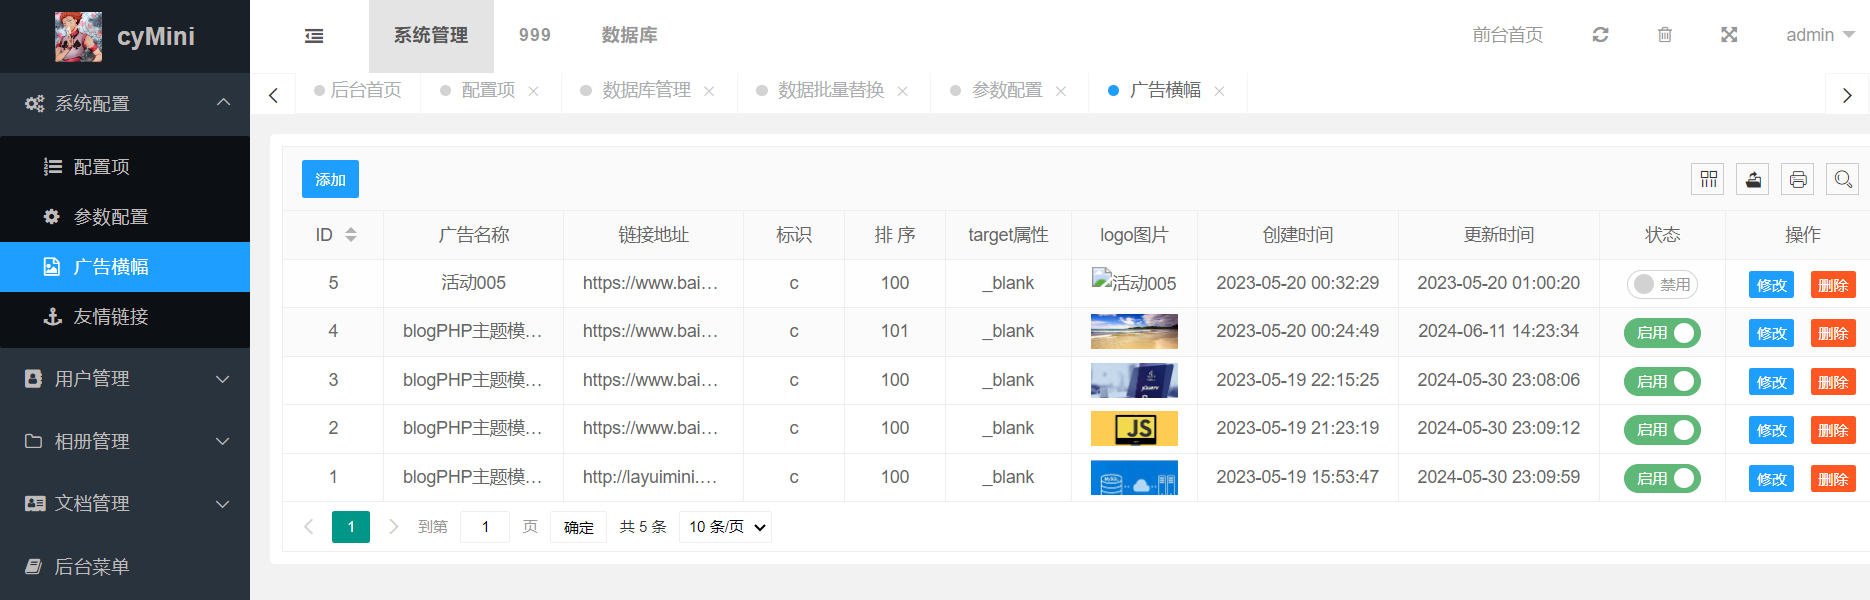 cyMini
系统管理 999 数据库
前台首页 admin
系统配置
后台首页 配置项 数据库管理 数据批量替换 参数配置 广告横幅
配置项
参数配置
广告横幅
友情链接
用户管理
相册管理
文档管理
后台菜单
添加
ID 广告名称 链接地址 标识 排 序 target属性 logo图片 创建时间 更新时间 状态 操作
5 活动005 https://www.bai… c 100 _blank 活动005 2023-05-20 00:32:29 2023-05-20 01:00:20 禁用 修改 删除
4 blogPHP主题模… https://www.bai… c 101 _blank 2023-05-20 00:24:49 2024-06-11 14:23:34 启用 修改 删除
3 blogPHP主题模… https://www.bai… c 100 _blank 2023-05-19 22:15:25 2024-05-30 23:08:06 启用 修改 删除
2 blogPHP主题模… https://www.bai… c 100 _blank JS 2023-05-19 21:23:19 2024-05-30 23:09:12 启用 修改 删除
1 blogPHP主题模… http://layuimini.… c 100 _blank 2023-05-19 15:53:47 2024-05-30 23:09:59 启用 修改 删除
1 到第 1 页 确定 共 5 条 10 条/页